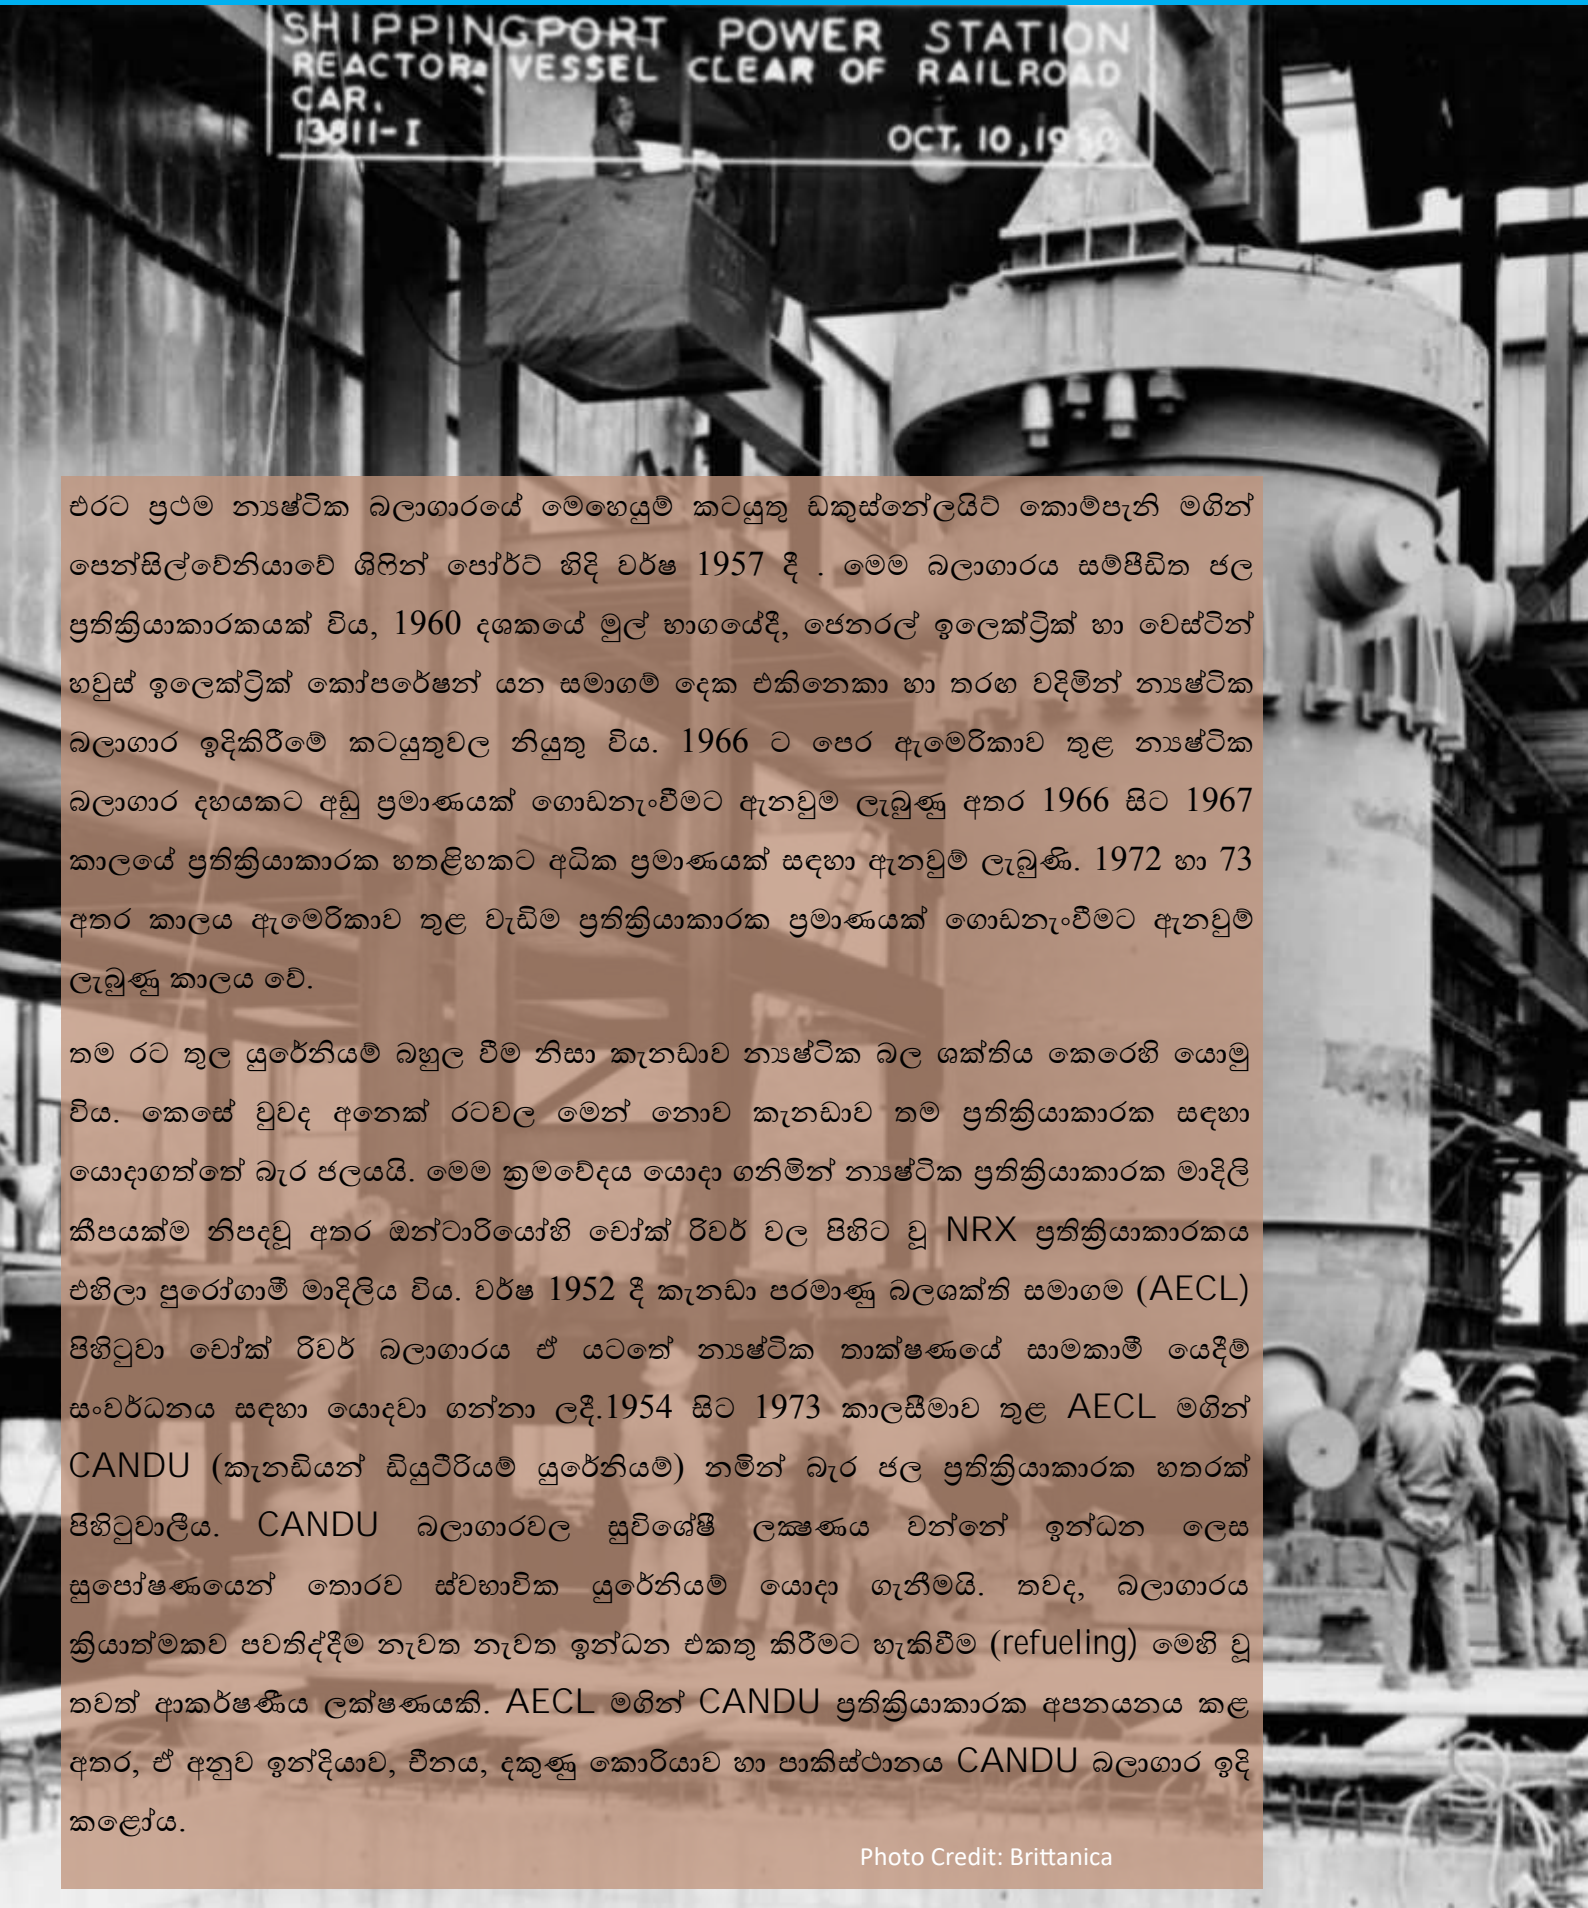 SHIPPINGPORT POWER STATION
REACTOR VESSEL CLEAR OF RAILROAD
CAR.
13511-I OCT. 10,
එරට ප්‍රථම න්‍යෂ්ටික බලාගාරයේ මෙහෙයුම් කටයුතු ඩකුස්නේලයිට් කොම්පැනි මගින්
පෙන්සිල්වේනියාවේ ශිෆින් පෝර්ට් හිදි වර්ෂ 1957 දී . මෙම බලාගාරය සම්පීඩිත ජල
ප්‍රතික්‍රියාකාරකයක් විය, 1960 දශකයේ මුල් භාගයේදී, ජෙනරල් ඉලෙක්ට්‍රික් හා වෙස්ටින්
හවුස් ඉලෙක්ට්‍රික් කෝපරේෂන් යන සමාගම් දෙක එකිනෙකා හා තරඟ වදිමින් න්‍යෂ්ටික
බලාගාර ඉදිකිරීමේ කටයුතුවල නියුතු විය. 1966 ට පෙර ඇමෙරිකාව තුළ න්‍යෂ්ටික
බලාගාර දහයකට අඩු ප්‍රමාණයක් ගොඩනැංවීමට ඇනවුම ලැබුණු අතර 1966 සිට 1967
කාලයේ ප්‍රතික්‍රියාකාරක හතළිහකට අධික ප්‍රමාණයක් සඳහා ඇනවුම් ලැබුණි. 1972 හා 73
අතර කාලය ඇමෙරිකාව තුළ වැඩිම ප්‍රතික්‍රියාකාරක ප්‍රමාණයක් ගොඩනැංවීමට ඇනවුම්
ලැබුණු කාලය වේ.
තම රට තුල යුරේනියම් බහුල වීම නිසා කැනඩාව න්‍යෂ්ටික බල ශක්තිය කෙරෙහි යොමු
විය. කෙසේ වුවද අනෙක් රටවල මෙන් නොව කැනඩාව තම ප්‍රතික්‍රියාකාරක සඳහා
යොදාගත්තේ බැර ජලයයි. මෙම ක්‍රමවේදය යොදා ගනිමින් න්‍යෂ්ටික ප්‍රතික්‍රියාකාරක මාදිලි
කීපයක්ම නිපදවූ අතර ඔන්ටාරියෝහි චෝක් රිවර් වල පිහිට වූ NRX ප්‍රතික්‍රියාකාරකය
එහිලා පුරෝගාමී මාදිලිය විය. වර්ෂ 1952 දී කැනඩා පරමාණු බලශක්ති සමාගම (AECL)
පිහිටුවා චෝක් රිවර් බලාගාරය ඒ යටතේ න්‍යෂ්ටික තාක්ෂණයේ සාමකාමී යෙදීම්
සංවර්ධනය සඳහා යොදවා ගන්නා ලදී.1954 සිට 1973 කාලසීමාව තුළ AECL මගින්
CANDU (කැනඩියන් ඩියුටීරියම් යුරේනියම්) නමින් බැර ජල ප්‍රතික්‍රියාකාරක හතරක්
පිහිටුවාලීය. CANDU බලාගාරවල සුවිශේෂී ලක්‍ෂණය වන්නේ ඉන්ධන ලෙස
සුපෝෂණයෙන් තොරව ස්වභාවික යුරේනියම් යොදා ගැනීමයි. තවද, බලාගාරය
ක්‍රියාත්මකව පවතිද්දීම නැවත නැවත ඉන්ධන එකතු කිරීමට හැකිවීම (refueling) මෙහි වූ
තවත් ආකර්ෂණීය ලක්ෂණයකි. AECL මගින් CANDU ප්‍රතික්‍රියාකාරක අපනයනය කළ
අතර, ඒ අනුව ඉන්දියාව, චීනය, දකුණු කොරියාව හා පාකිස්ථානය CANDU බලාගාර ඉදි
කළෝය.
Photo Credit: Brittanica